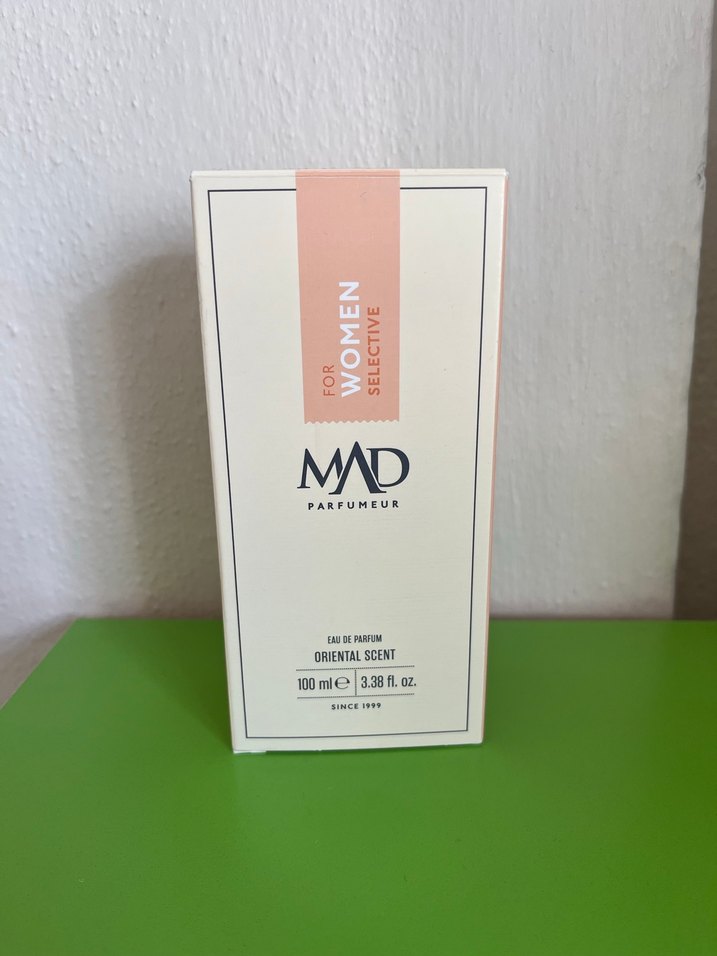 FOR
WOMEN
SELECTIVE
MAD
PARFUMEUR
EAU DE PARFUM
ORIENTAL SCENT
100 ml ℮ 3.38 fl. oz.
SINCE 1999